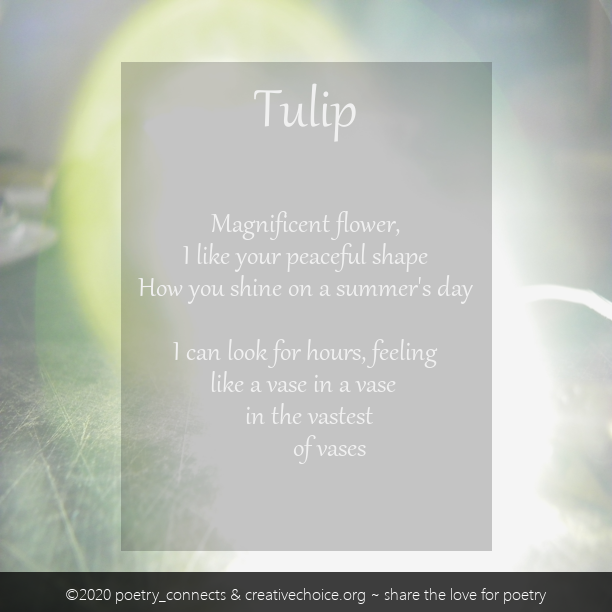 Tulip
Magnificent flower,
I like your peaceful shape
How you shine on a summer's day
I can look for hours, feeling
like a vase in a vase
in the vastest
of vases
©2020 poetry_connects & creativechoice.org ~ share the love for poetry